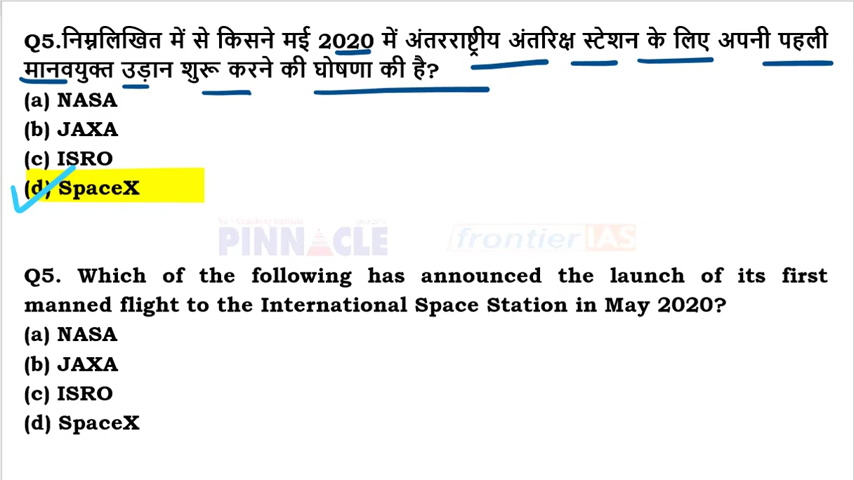 Q5.निम्नलिखित में से किसने मई 2020 में अंतरराष्ट्रीय अंतरिक्ष स्टेशन के लिए अपनी पहली
मानवयुक्त उड़ान शुरू करने की घोषणा की है?
(a) NASA
(b) JAXA
(c) ISRO
(d) SpaceX
PINNACLE
frontier IAS
Q5. Which of the following has announced the launch of its first
manned flight to the International Space Station in May 2020?
(a) NASA
(b) JAXA
(c) ISRO
(d) SpaceX